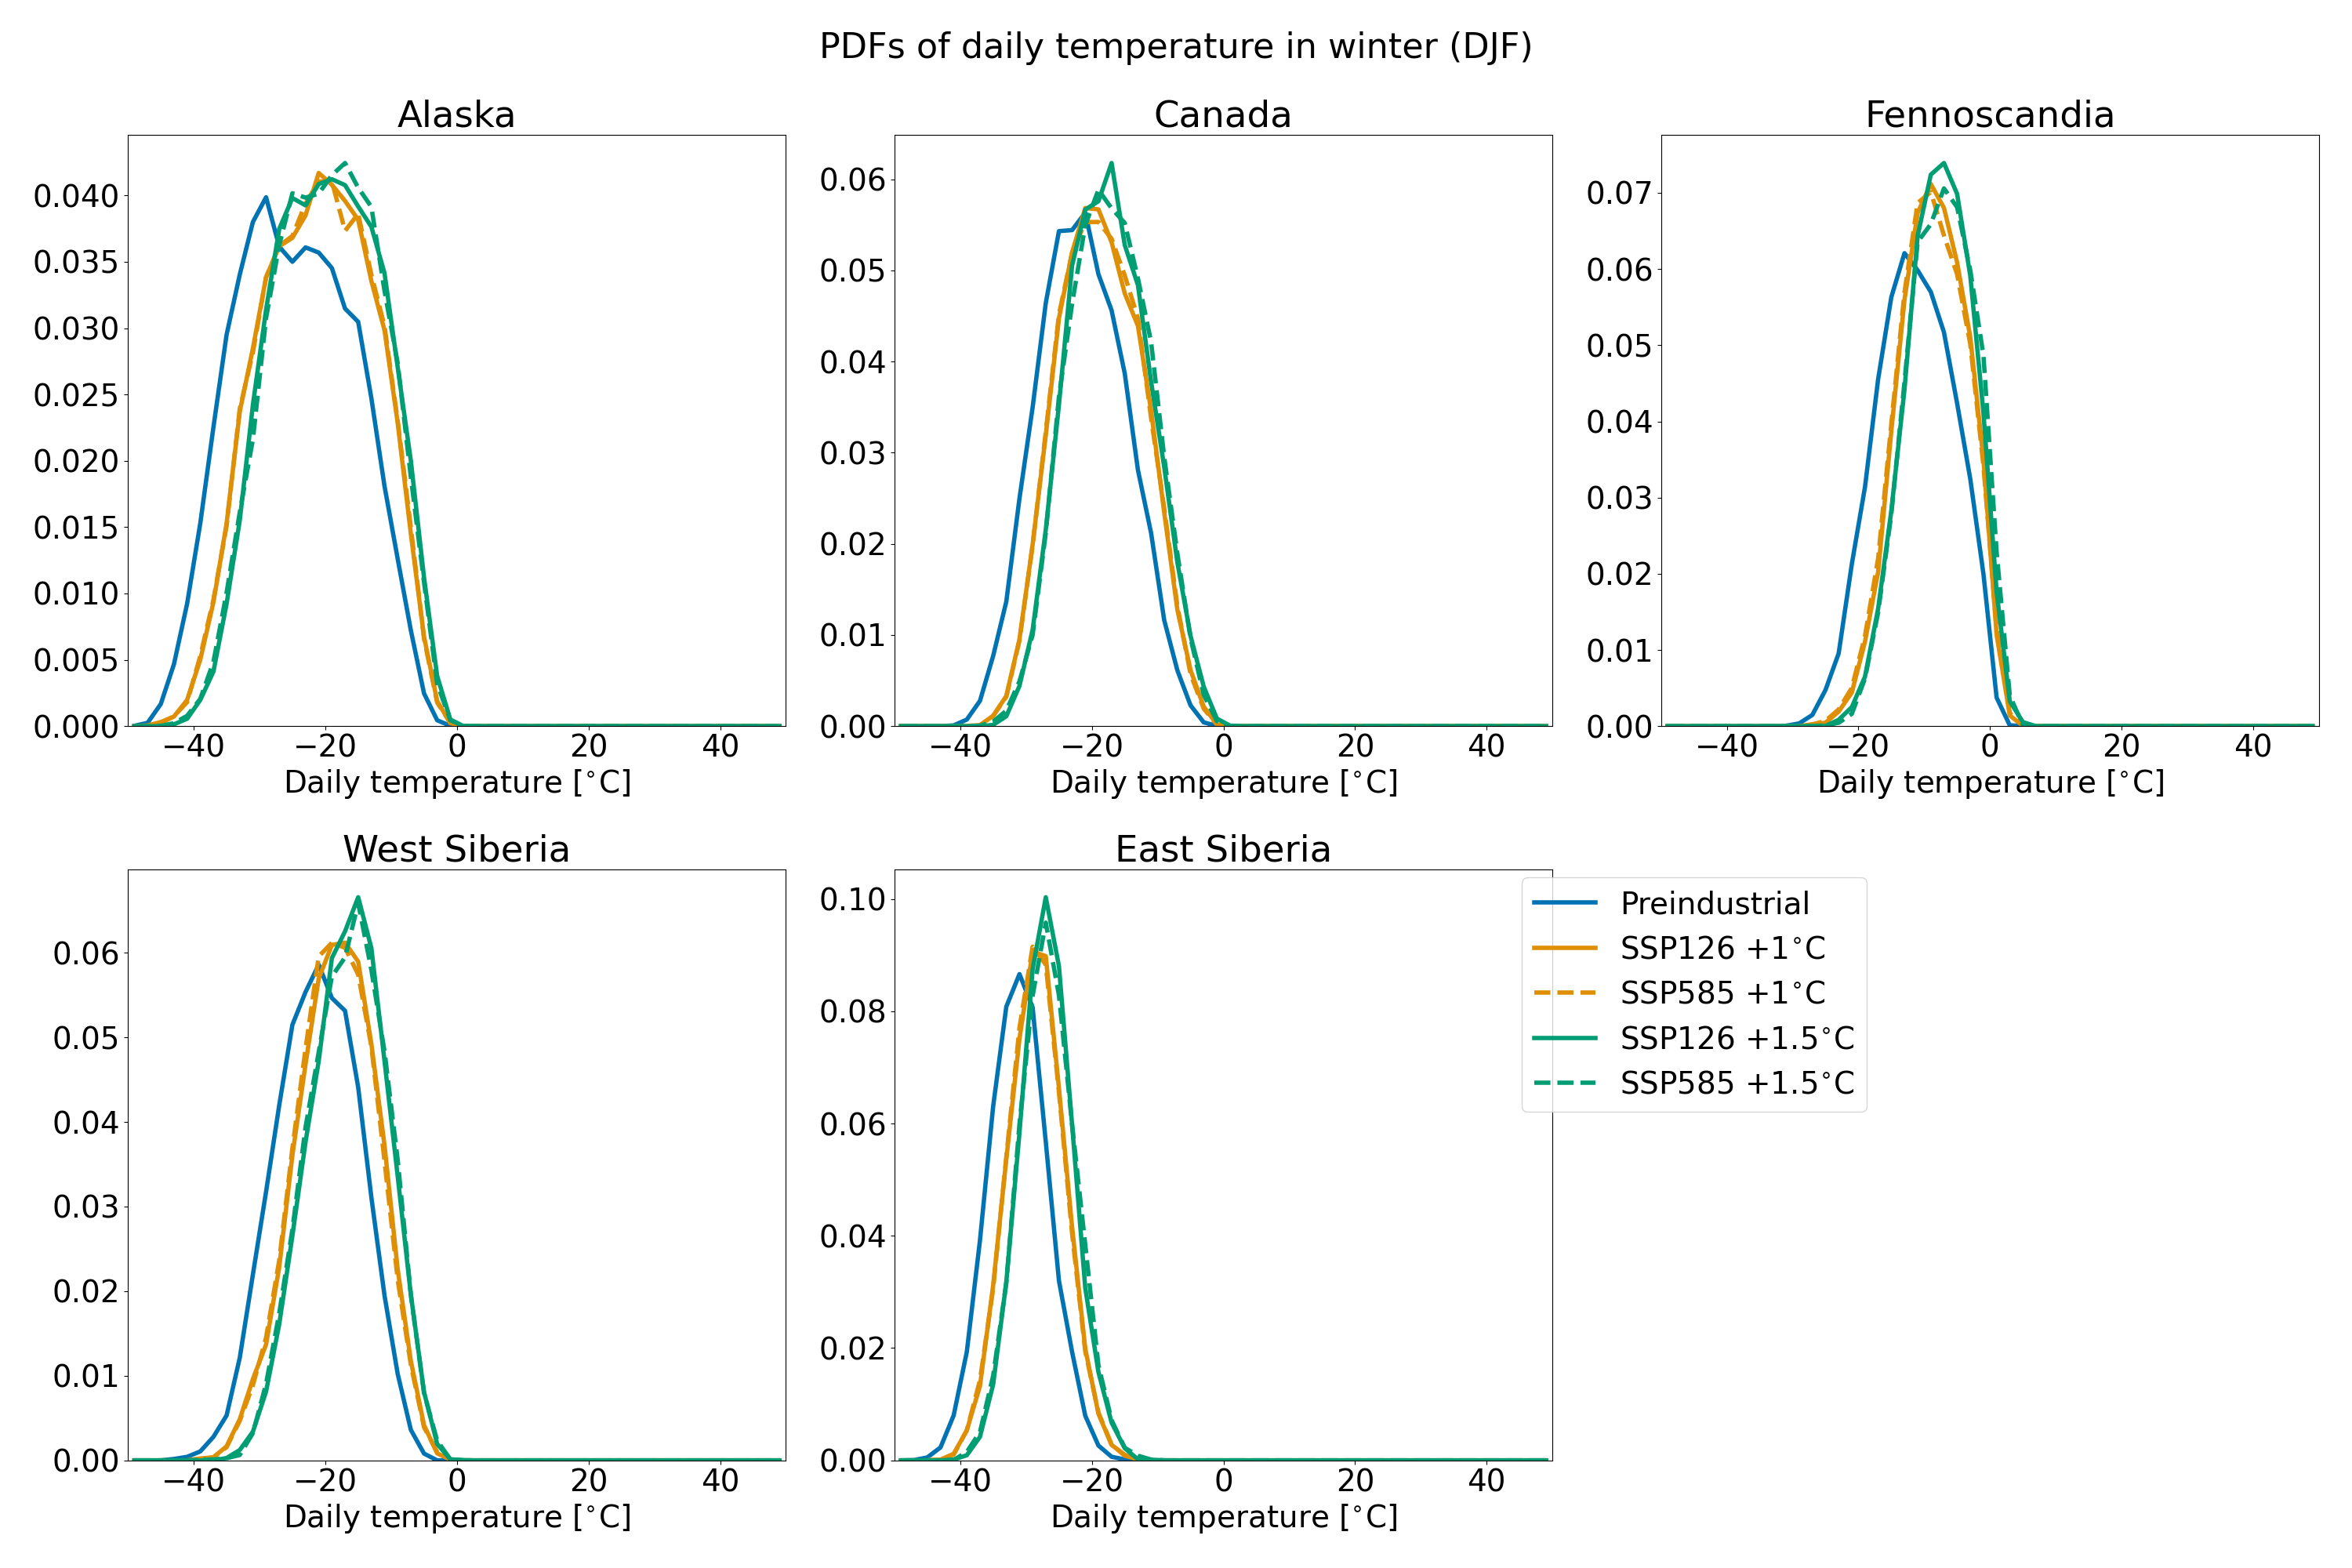 PDFs of daily temperature in winter (DJF)
Alaska
0.040
0.035
0.030
0.025
0.020
0.015
0.010
0.005
0.000
−40 −20 0 20 40
Daily temperature [°C]
Canada
0.06
0.05
0.04
0.03
0.02
0.01
0.00
−40 −20 0 20 40
Daily temperature [°C]
Fennoscandia
0.07
0.06
0.05
0.04
0.03
0.02
0.01
0.00
−40 −20 0 20 40
Daily temperature [°C]
West Siberia
0.06
0.05
0.04
0.03
0.02
0.01
0.00
−40 −20 0 20 40
Daily temperature [°C]
East Siberia
0.10
0.08
0.06
0.04
0.02
0.00
−40 −20 0 20 40
Daily temperature [°C]
Preindustrial
SSP126 +1°C
SSP585 +1°C
SSP126 +1.5°C
SSP585 +1.5°C